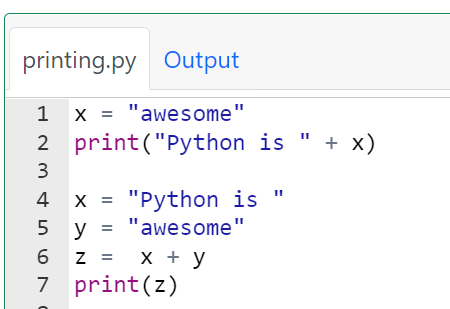 printing.py Output
1 x = "awesome"
2 print("Python is " + x)
3
4 x = "Python is "
5 y = "awesome"
6 z =  x + y
7 print(z)